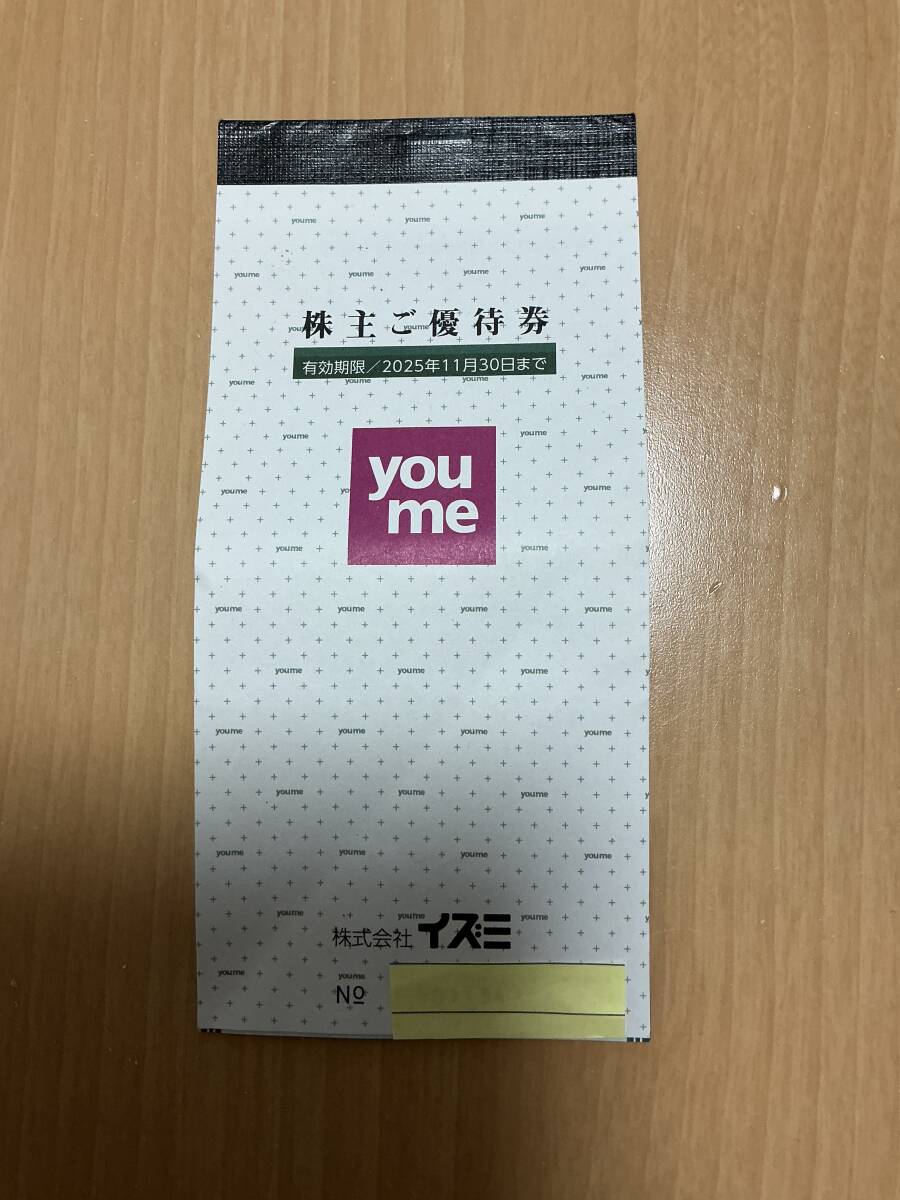 株主ご優待券
有効期限／2025年11月30日まで
you
me
株式会社 イズミ
youme
№